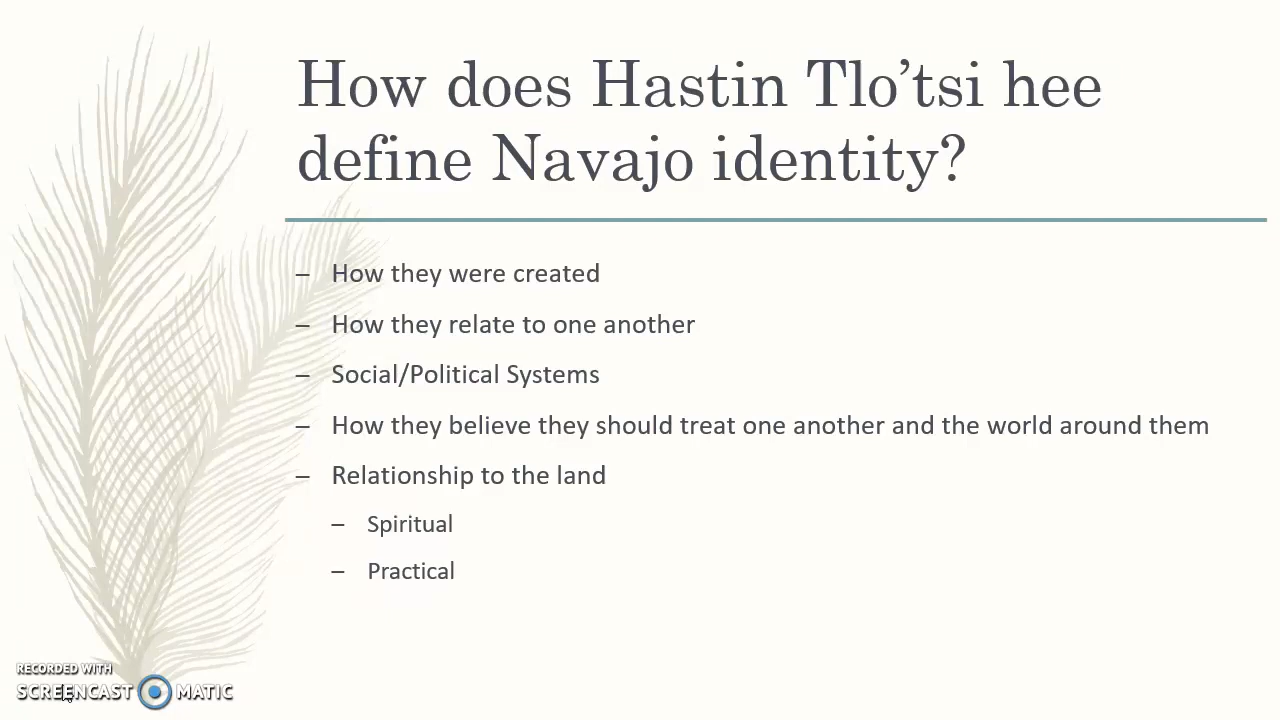 How does Hastin Tlo’tsi hee
define Navajo identity?
– How they were created
– How they relate to one another
– Social/Political Systems
– How they believe they should treat one another and the world around them
– Relationship to the land
– Spiritual
– Practical
RECORDED WITH
SCREENCAST MATIC